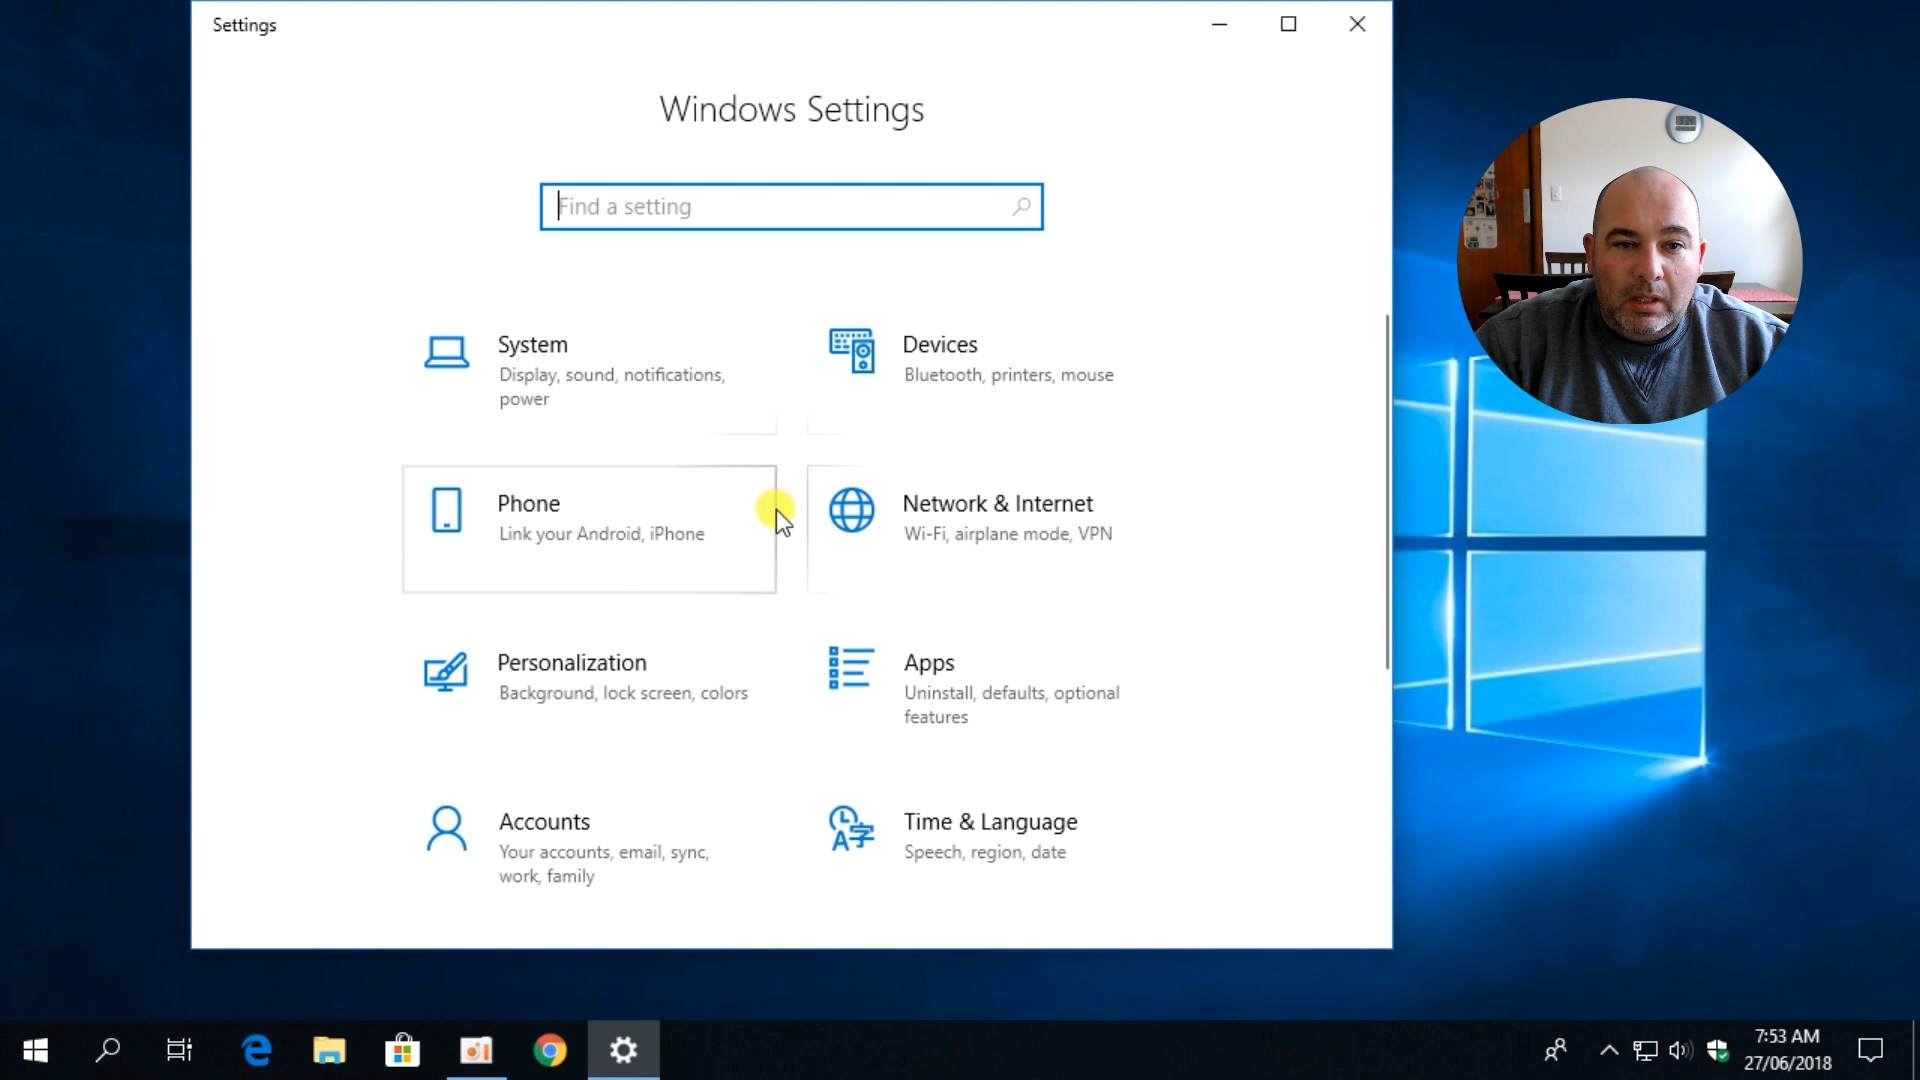 Settings
Windows Settings
Find a setting
System
Display, sound, notifications,
power
Devices
Bluetooth, printers, mouse
Phone
Link your Android, iPhone
Network & Internet
Wi-Fi, airplane mode, VPN
Personalization
Background, lock screen, colors
Apps
Uninstall, defaults, optional
features
Accounts
Your accounts, email, sync,
work, family
Time & Language
Speech, region, date
7:53 AM
27/06/2018